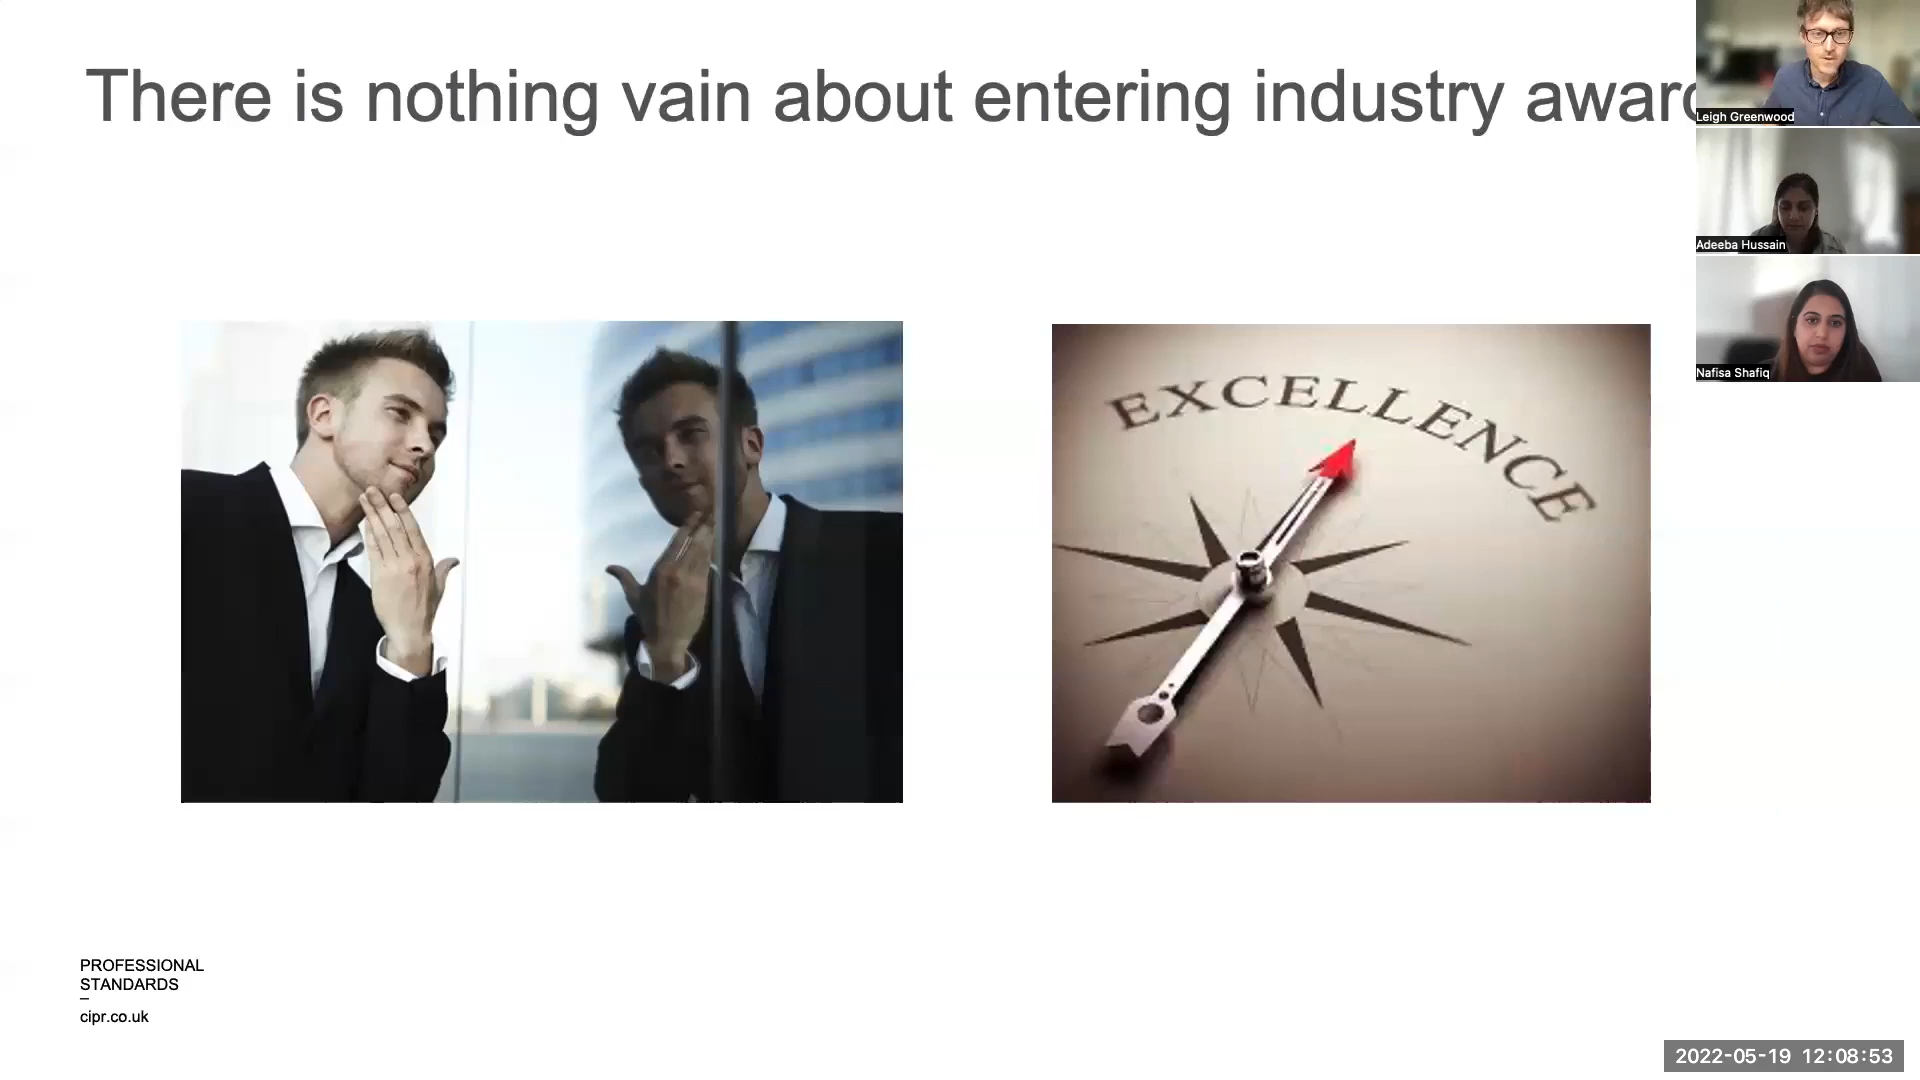 There is nothing vain about entering industry award
Leigh Greenwood
Adeeba Hussain
Nafisa Shafiq
EXCELLENCE
PROFESSIONAL
STANDARDS
–
cipr.co.uk
2022-05-19 12:08:53